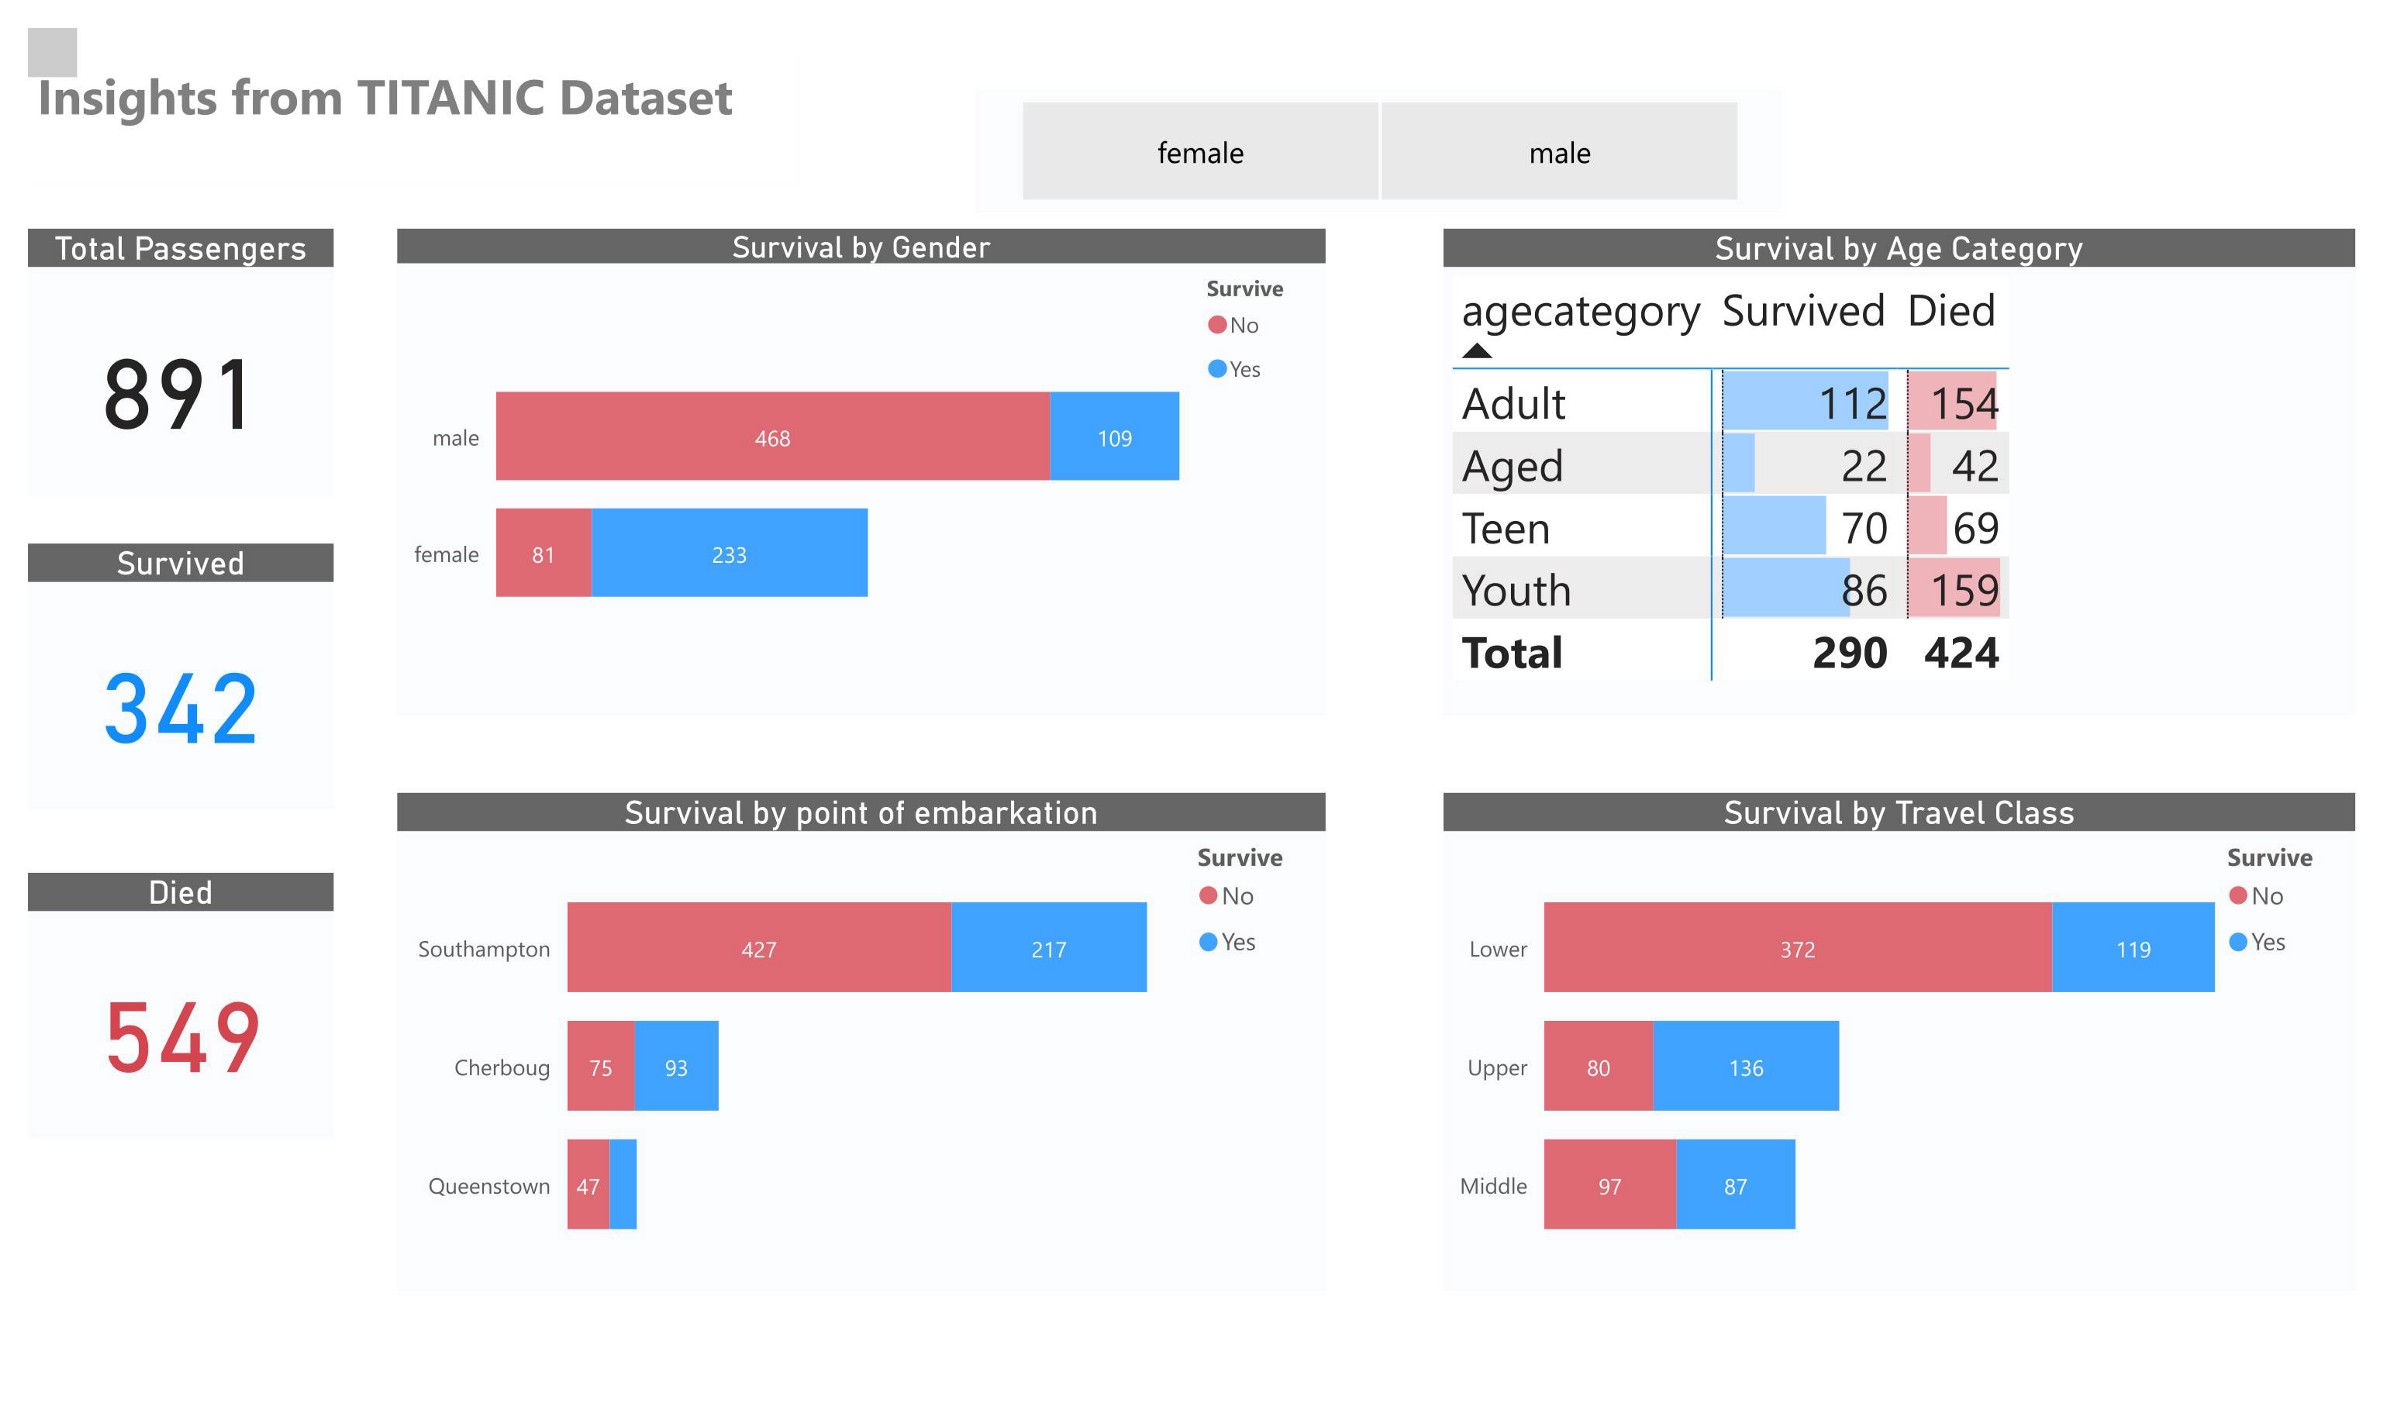 Insights from TITANIC Dataset
female male
Total Passengers
891
Survived
342
Died
549
Survival by Gender
Survive
No
Yes
male 468 109
female 81 233
Survival by Age Category
agecategory Survived Died
Adult 112 154
Aged 22 42
Teen 70 69
Youth 86 159
Total 290 424
Survival by point of embarkation
Survive
No
Yes
Southampton 427 217
Cherboug 75 93
Queenstown 47
Survival by Travel Class
Survive
No
Yes
Lower 372 119
Upper 80 136
Middle 97 87